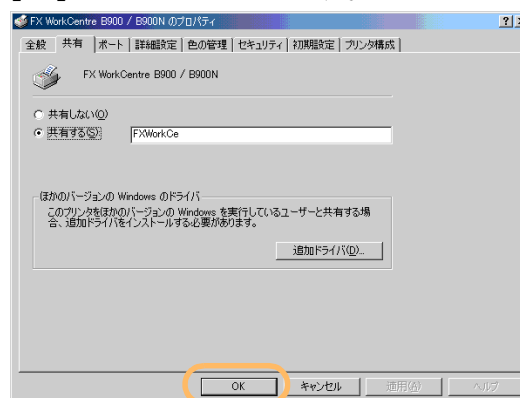 FX WorkCentre B900 / B900N のプロパティ
全般 共有 ポート 詳細設定 色の管理 セキュリティ 初期設定 プリンタ構成
FX WorkCentre B900 / B900N
共有しない(O)
共有する(S): FXWorkCe
ほかのバージョンの Windows のドライバ
このプリンタをほかのバージョンの Windows を実行しているユーザーと共有する場
合、追加ドライバをインストールする必要があります。
追加ドライバ(D)...
OK キャンセル 適用(A) ヘルプ